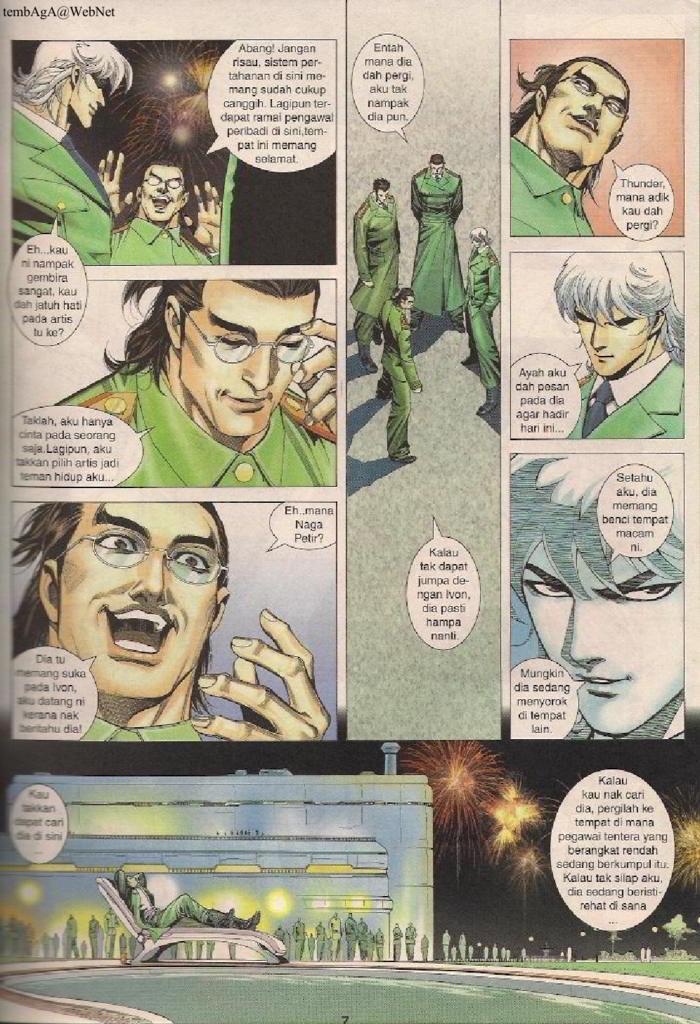 tembAgA@WebNet
Abang! Jangan
risau, sistem per-
tahanan di sini me-
mang sudah cukup
canggih. Lagipun ter-
dapat ramai pengawal
peribadi di sini,tem-
pat ini memang
selamat.
Eh...kau
ni nampak
gembira
sangat, kau
dah jatuh hati
pada artis
tu ke?
Taklah, aku hanya
cinta pada seorang
saja.Lagipun, aku
takkan pilih artis jadi
teman hidup aku...
Eh..mana
Naga
Petir?
Dia tu
memang suka
pada Ivon,
aku datang ni
kerana nak
beritahu dia!
Entah
mana dia
dah pergi,
aku tak
nampak
dia pun.
Kalau
tak dapat
jumpa de-
ngan Ivon,
dia pasti
hampa
nanti.
Thunder,
mana adik
kau dah
pergi?
Ayah aku
dah pesan
pada dia
agar hadir
hari ini...
Setahu
aku, dia
memang
benci tempat
macam
ni.
Mungkin
dia sedang
menyorok
di tempat
lain.
Kau
takkan
dapat cari
dia di sini
...
Kalau
kau nak cari
dia, pergilah ke
tempat di mana
pegawai tentera yang
berangkat rendah
sedang berkumpul itu.
Kalau tak silap aku,
dia sedang beristi-
rehat di sana
...
7